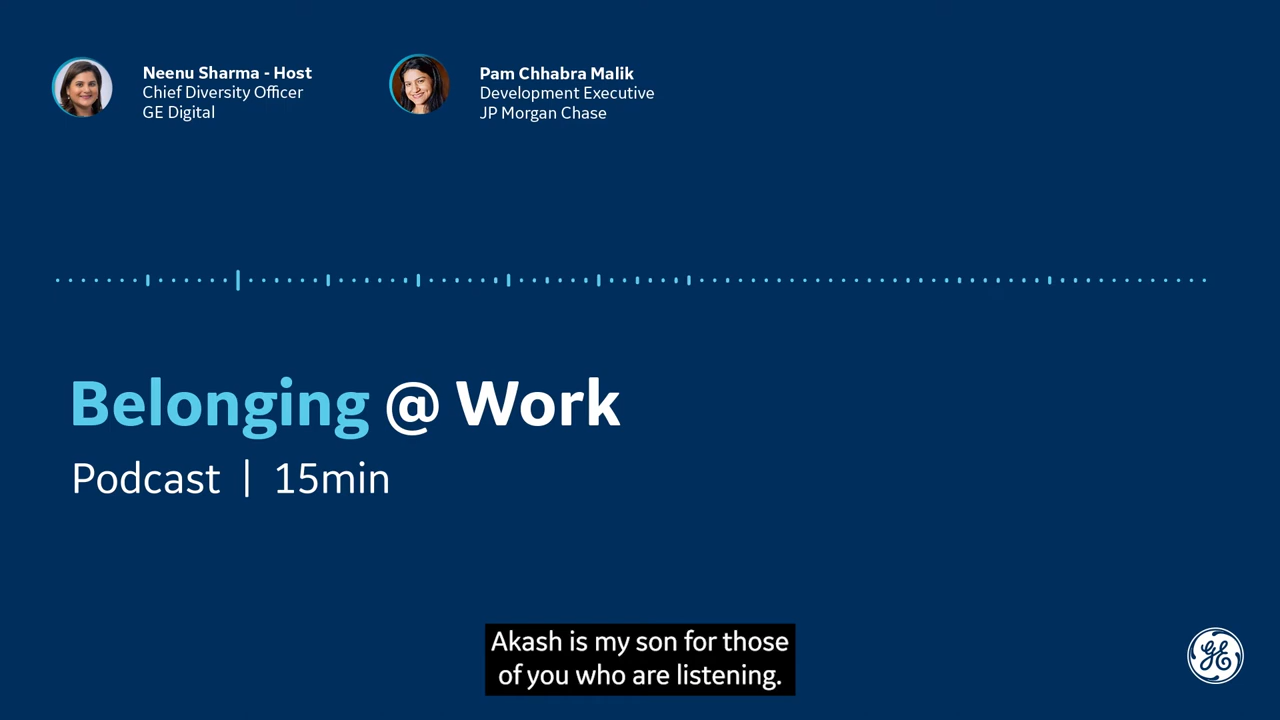 Neenu Sharma - Host
Chief Diversity Officer
GE Digital
Pam Chhabra Malik
Development Executive
JP Morgan Chase
Belonging @ Work
Podcast | 15min
Akash is my son for those
of you who are listening.
GE